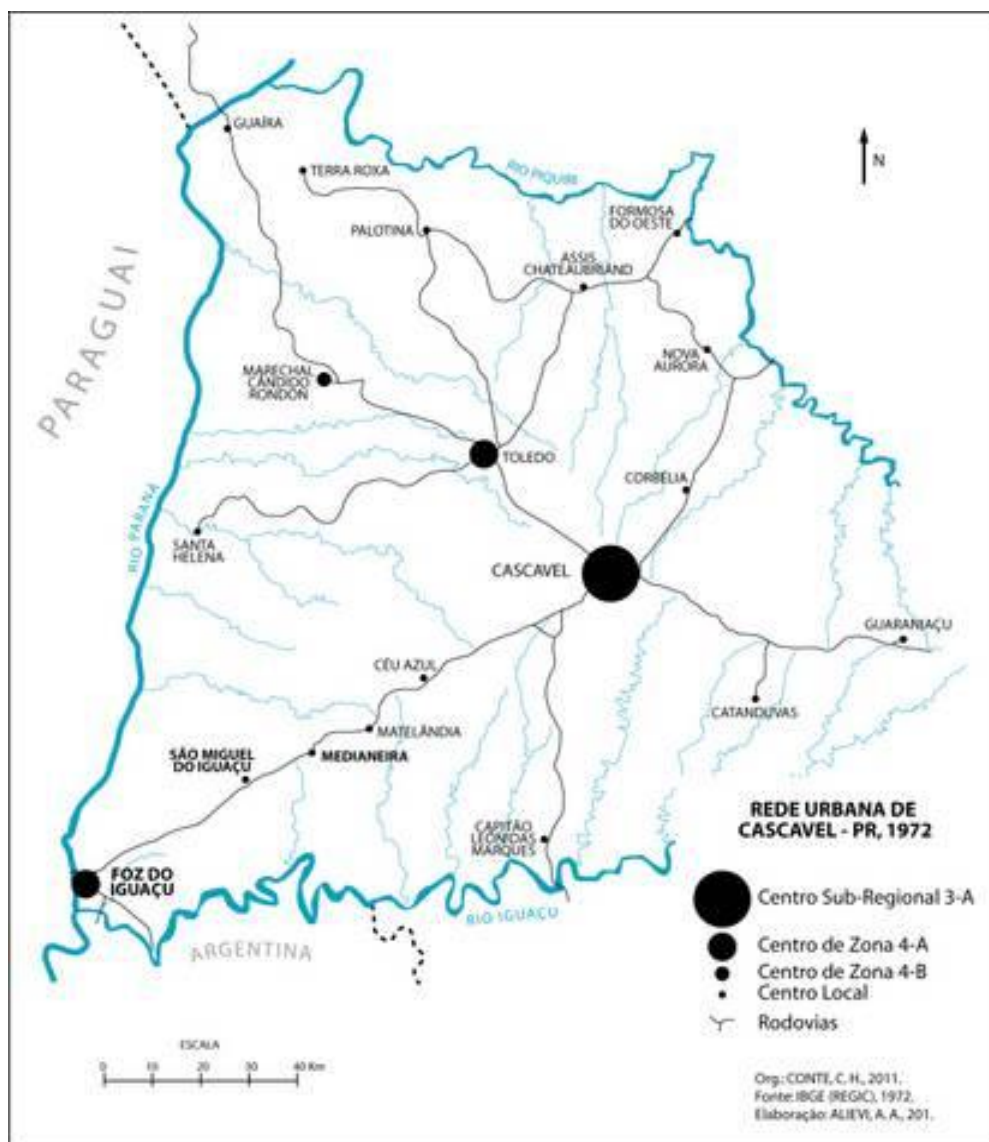 GUAÍRA
TERRA ROXA
RIO PIQUIRI
N
PALOTINA
FORMOSA
DO OESTE
ASSIS
CHATEAUBRIAND
PARAGUAI
NOVA
AURORA
MARECHAL
CÂNDIDO
RONDON
TOLEDO
CORBÉLIA
RIO PARANÁ
SANTA
HELENA
CASCAVEL
GUARANIAÇU
CÉU AZUL
CATANDUVAS
MATELÂNDIA
MEDIANEIRA
SÃO MIGUEL
DO IGUAÇU
CAPITÃO
LEÔNIDAS
MARQUES
FOZ DO
IGUAÇU
RIO IGUAÇU
ARGENTINA
REDE URBANA DE
CASCAVEL - PR, 1972
Centro Sub-Regional 3-A
Centro de Zona 4-A
Centro de Zona 4-B
Centro Local
Rodovias
ESCALA
0 10 20 30 40 Km
Org.: CONTE, C. H., 2011.
Fonte: IBGE (REGIC), 1972.
Elaboração: ALIEVI, A. A., 201.